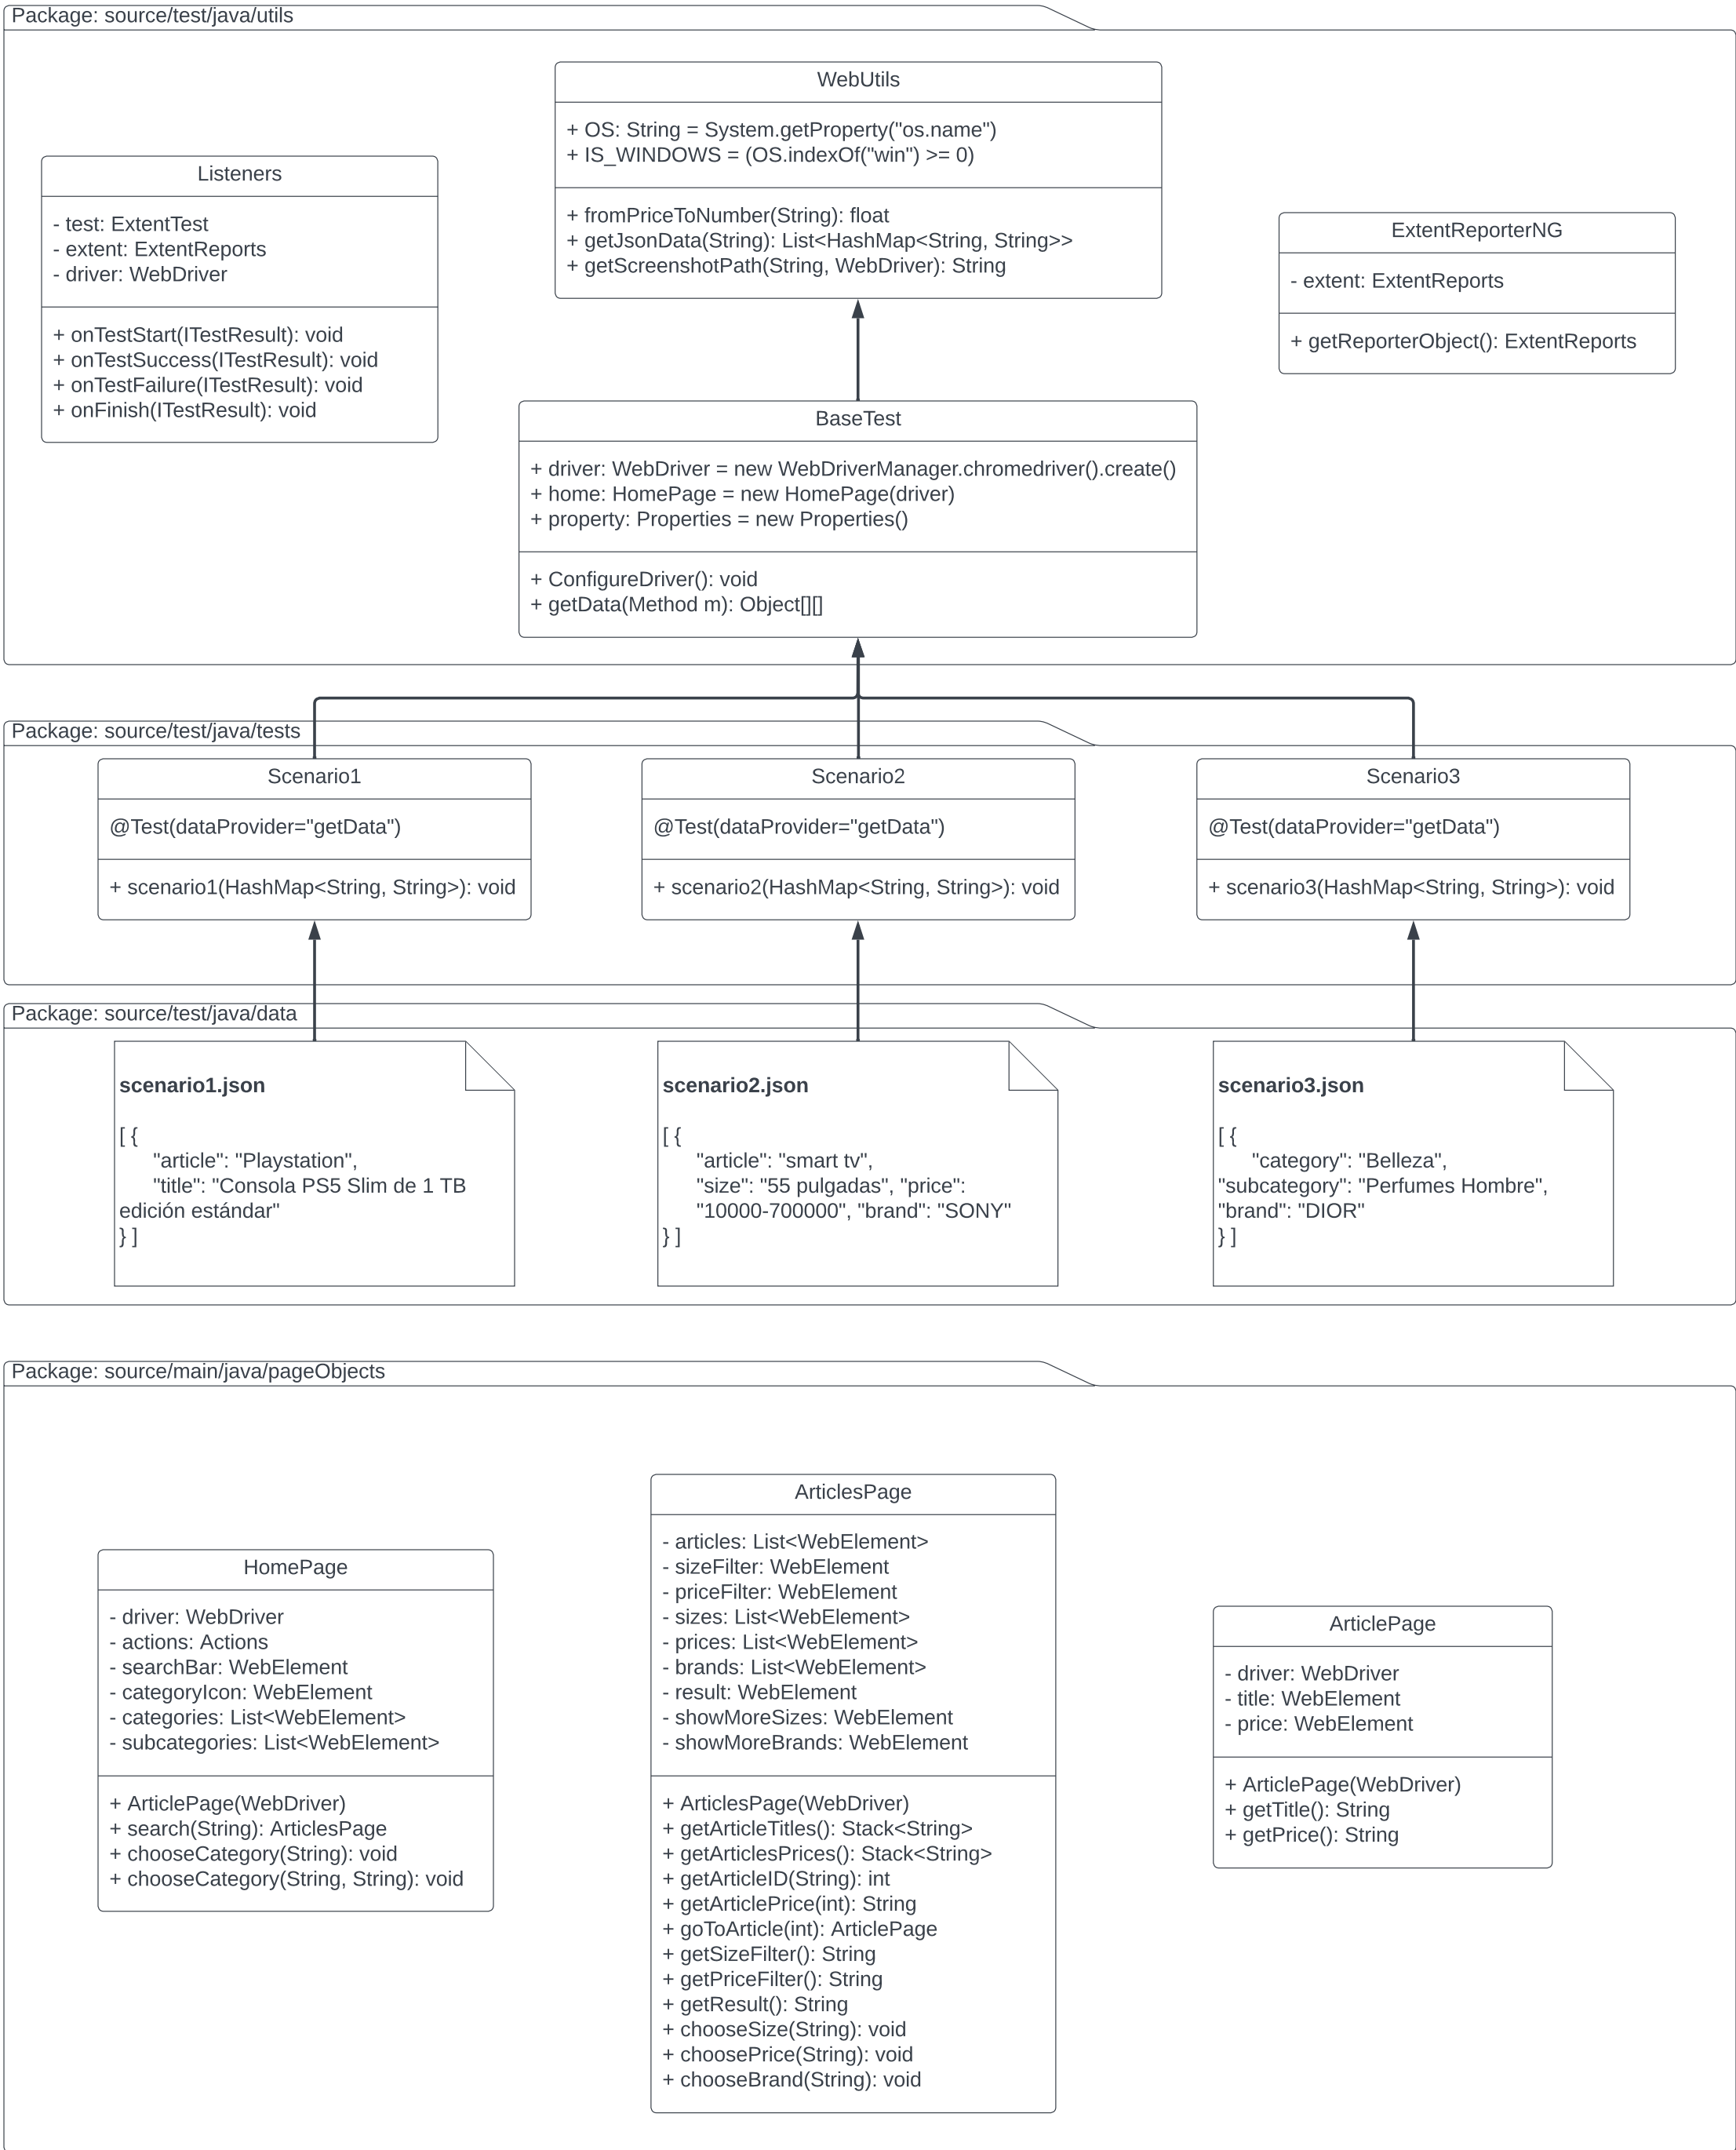 Package: source/test/java/utils
WebUtils
+ OS: String = System.getProperty("os.name")
+ IS_WINDOWS = (OS.indexOf("win") >= 0)
+ fromPriceToNumber(String): float
+ getJsonData(String): List<HashMap<String, String>>
+ getScreenshotPath(String, WebDriver): String
Listeners
- test: ExtentTest
- extent: ExtentReports
- driver: WebDriver
+ onTestStart(ITestResult): void
+ onTestSuccess(ITestResult): void
+ onTestFailure(ITestResult): void
+ onFinish(ITestResult): void
ExtentReporterNG
- extent: ExtentReports
+ getReporterObject(): ExtentReports
BaseTest
+ driver: WebDriver = new WebDriverManager.chromedriver().create()
+ home: HomePage = new HomePage(driver)
+ property: Properties = new Properties()
+ ConfigureDriver(): void
+ getData(Method m): Object[][]
Package: source/test/java/tests
Scenario1
@Test(dataProvider="getData")
+ scenario1(HashMap<String, String>): void
Scenario2
@Test(dataProvider="getData")
+ scenario2(HashMap<String, String>): void
Scenario3
@Test(dataProvider="getData")
+ scenario3(HashMap<String, String>): void
Package: source/test/java/data
scenario1.json
[ {
"article": "Playstation",
"title": "Consola PS5 Slim de 1 TB
edición estándar"
} ]
scenario2.json
[ {
"article": "smart tv",
"size": "55 pulgadas", "price":
"10000-700000", "brand": "SONY"
} ]
scenario3.json
[ {
"category": "Belleza",
"subcategory": "Perfumes Hombre",
"brand": "DIOR"
} ]
Package: source/main/java/pageObjects
HomePage
- driver: WebDriver
- actions: Actions
- searchBar: WebElement
- categoryIcon: WebElement
- categories: List<WebElement>
- subcategories: List<WebElement>
+ ArticlePage(WebDriver)
+ search(String): ArticlesPage
+ chooseCategory(String): void
+ chooseCategory(String, String): void
ArticlesPage
- articles: List<WebElement>
- sizeFilter: WebElement
- priceFilter: WebElement
- sizes: List<WebElement>
- prices: List<WebElement>
- brands: List<WebElement>
- result: WebElement
- showMoreSizes: WebElement
- showMoreBrands: WebElement
+ ArticlesPage(WebDriver)
+ getArticleTitles(): Stack<String>
+ getArticlesPrices(): Stack<String>
+ getArticleID(String): int
+ getArticlePrice(int): String
+ goToArticle(int): ArticlePage
+ getSizeFilter(): String
+ getPriceFilter(): String
+ getResult(): String
+ chooseSize(String): void
+ choosePrice(String): void
+ chooseBrand(String): void
ArticlePage
- driver: WebDriver
- title: WebElement
- price: WebElement
+ ArticlePage(WebDriver)
+ getTitle(): String
+ getPrice(): String